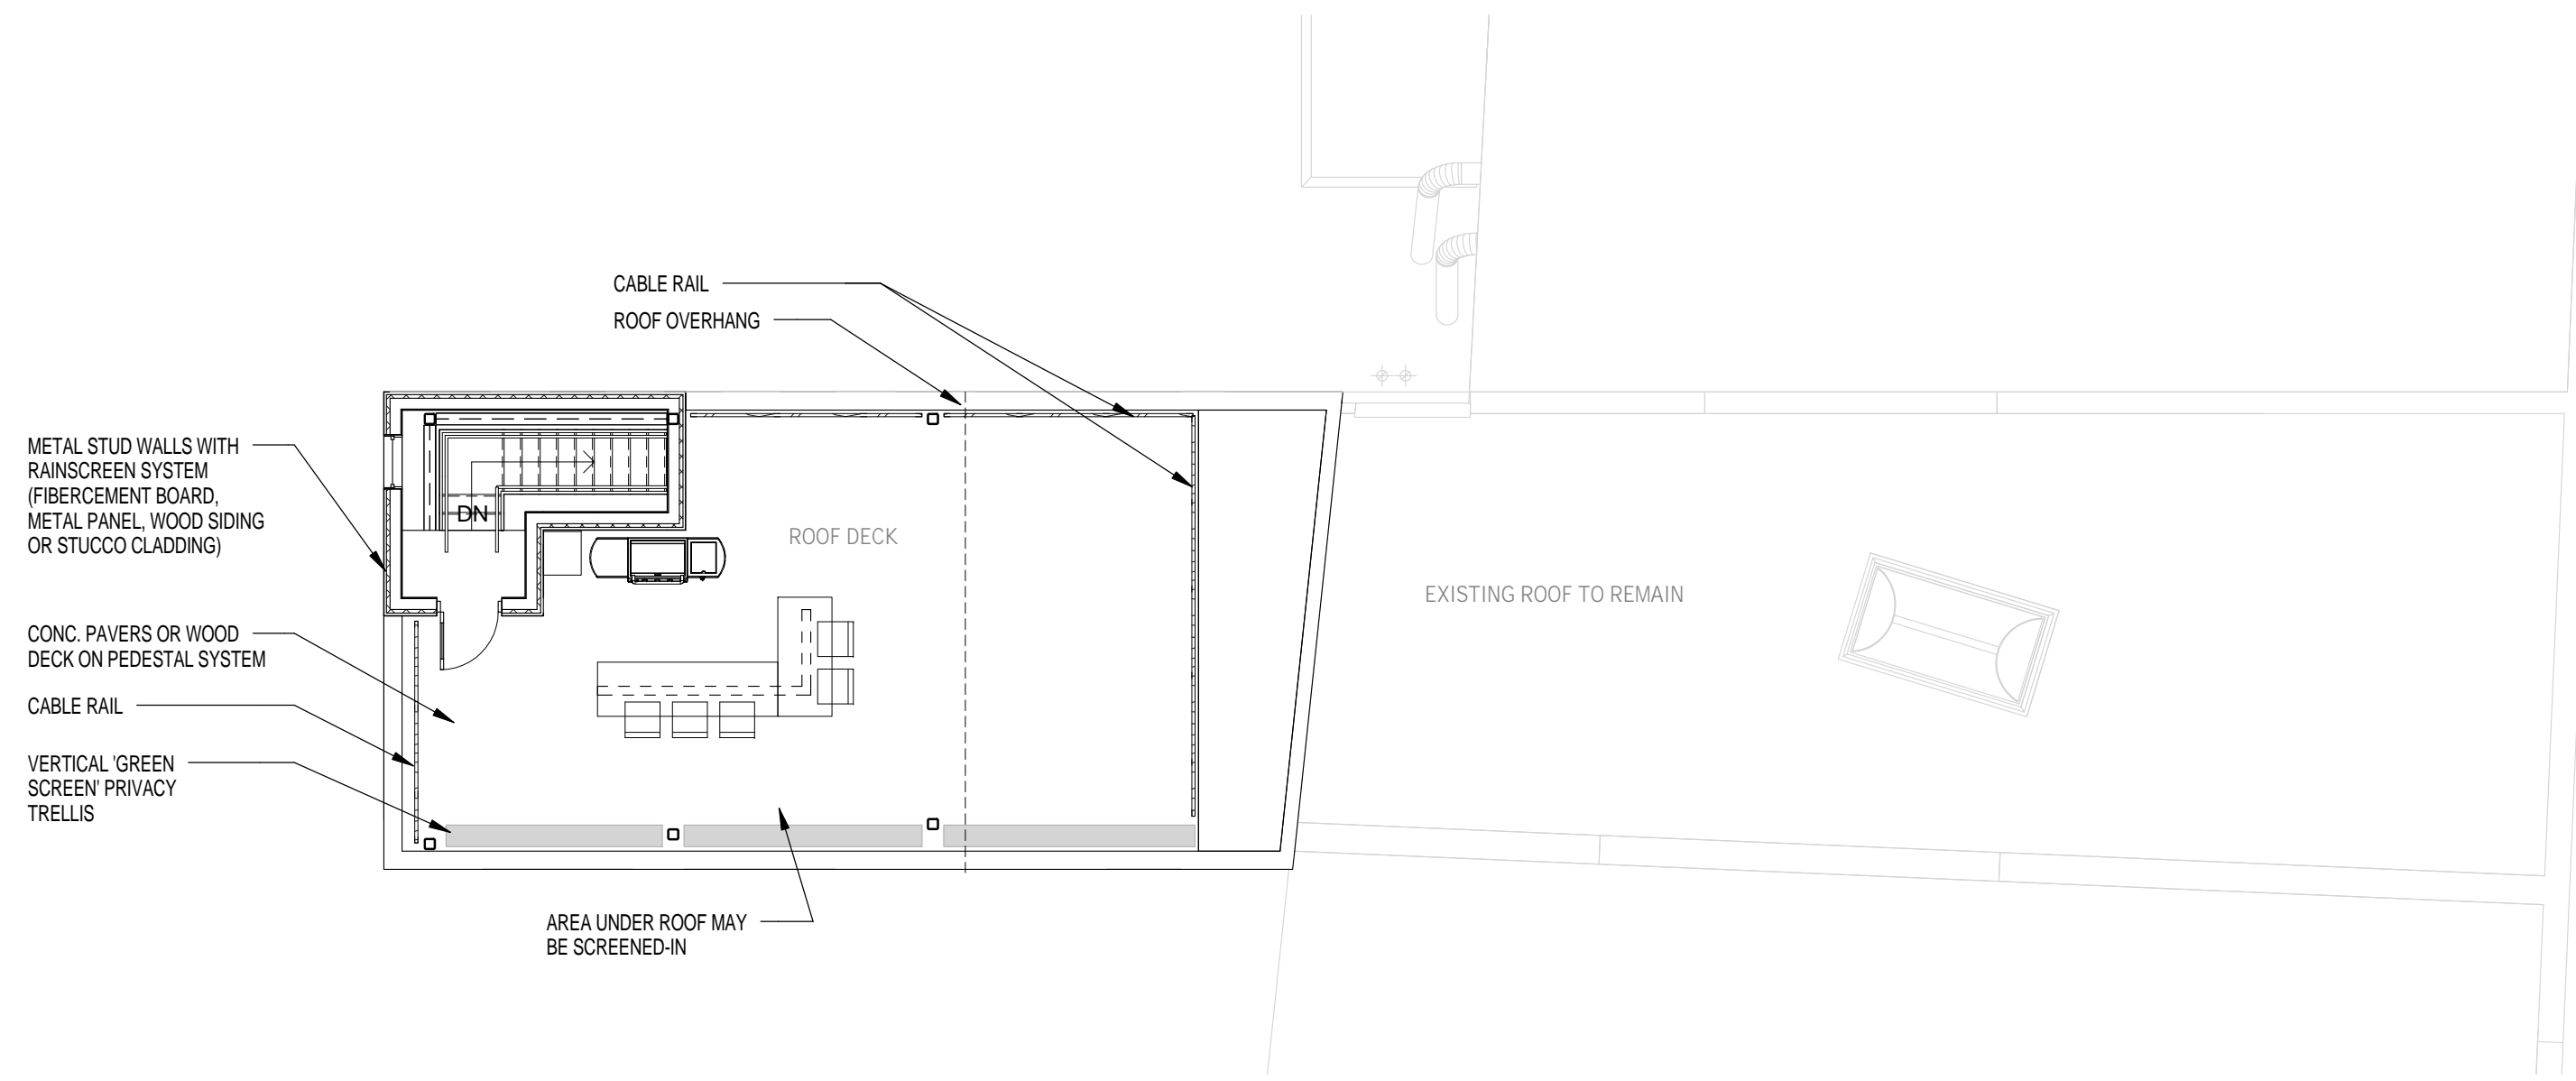 CABLE RAIL
ROOF OVERHANG
METAL STUD WALLS WITH
RAINSCREEN SYSTEM
(FIBERCEMENT BOARD,
METAL PANEL, WOOD SIDING
OR STUCCO CLADDING)
DN
ROOF DECK
EXISTING ROOF TO REMAIN
CONC. PAVERS OR WOOD
DECK ON PEDESTAL SYSTEM
CABLE RAIL
VERTICAL 'GREEN
SCREEN' PRIVACY
TRELLIS
AREA UNDER ROOF MAY
BE SCREENED-IN